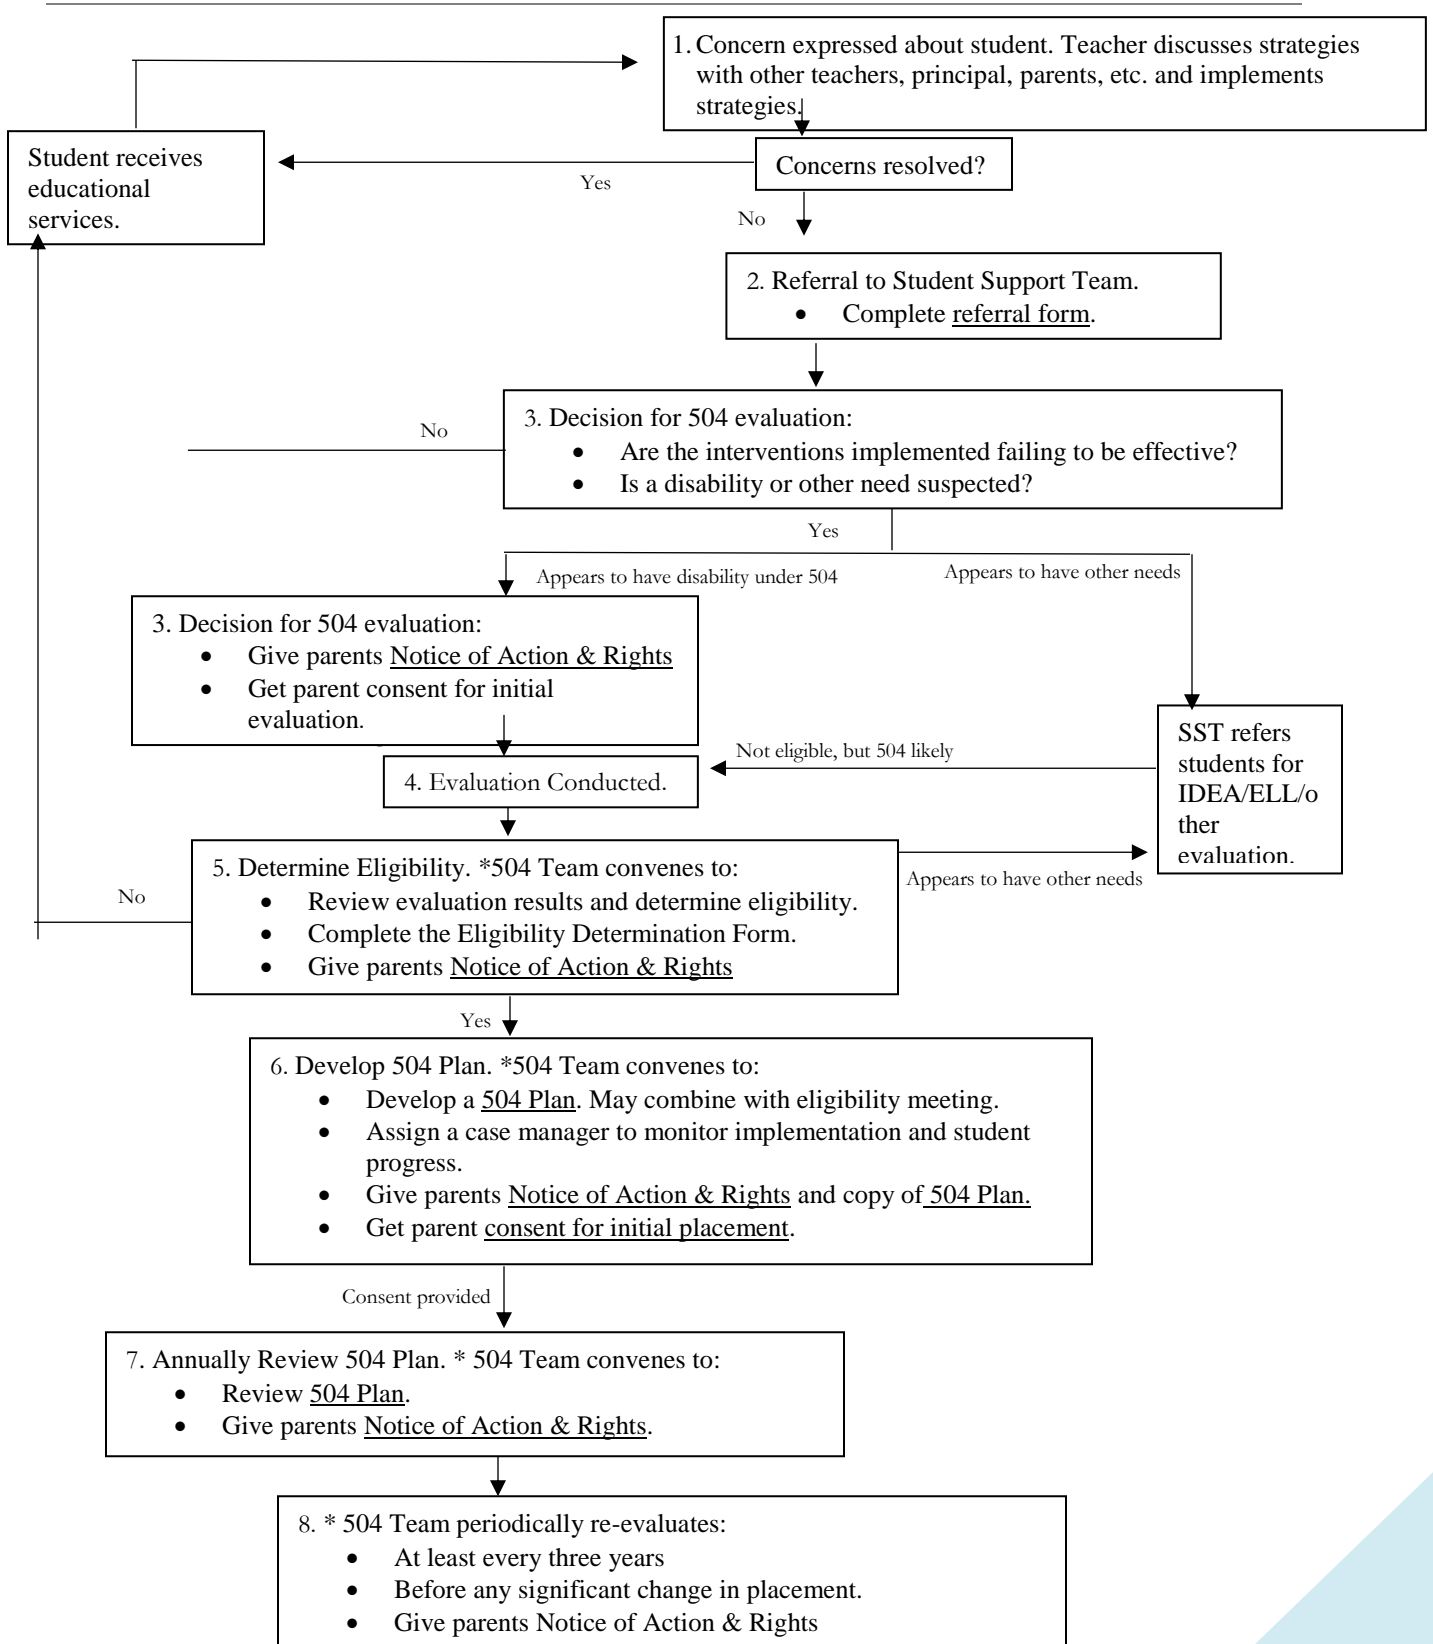 1. Concern expressed about student. Teacher discusses strategies
with other teachers, principal, parents, etc. and implements
strategies.
Student receives
educational
services.
Concerns resolved?
Yes
No
2. Referral to Student Support Team.
• Complete referral form.
3. Decision for 504 evaluation:
• Are the interventions implemented failing to be effective?
• Is a disability or other need suspected?
No
Yes
Appears to have disability under 504
Appears to have other needs
3. Decision for 504 evaluation:
• Give parents Notice of Action & Rights
• Get parent consent for initial
evaluation.
SST refers
students for
IDEA/ELL/o
ther
evaluation.
Not eligible, but 504 likely
4. Evaluation Conducted.
5. Determine Eligibility. *504 Team convenes to:
• Review evaluation results and determine eligibility.
• Complete the Eligibility Determination Form.
• Give parents Notice of Action & Rights
Appears to have other needs
No
Yes
6. Develop 504 Plan. *504 Team convenes to:
• Develop a 504 Plan. May combine with eligibility meeting.
• Assign a case manager to monitor implementation and student
progress.
• Give parents Notice of Action & Rights and copy of 504 Plan.
• Get parent consent for initial placement.
Consent provided
7. Annually Review 504 Plan. * 504 Team convenes to:
• Review 504 Plan.
• Give parents Notice of Action & Rights.
8. * 504 Team periodically re-evaluates:
• At least every three years
• Before any significant change in placement.
• Give parents Notice of Action & Rights